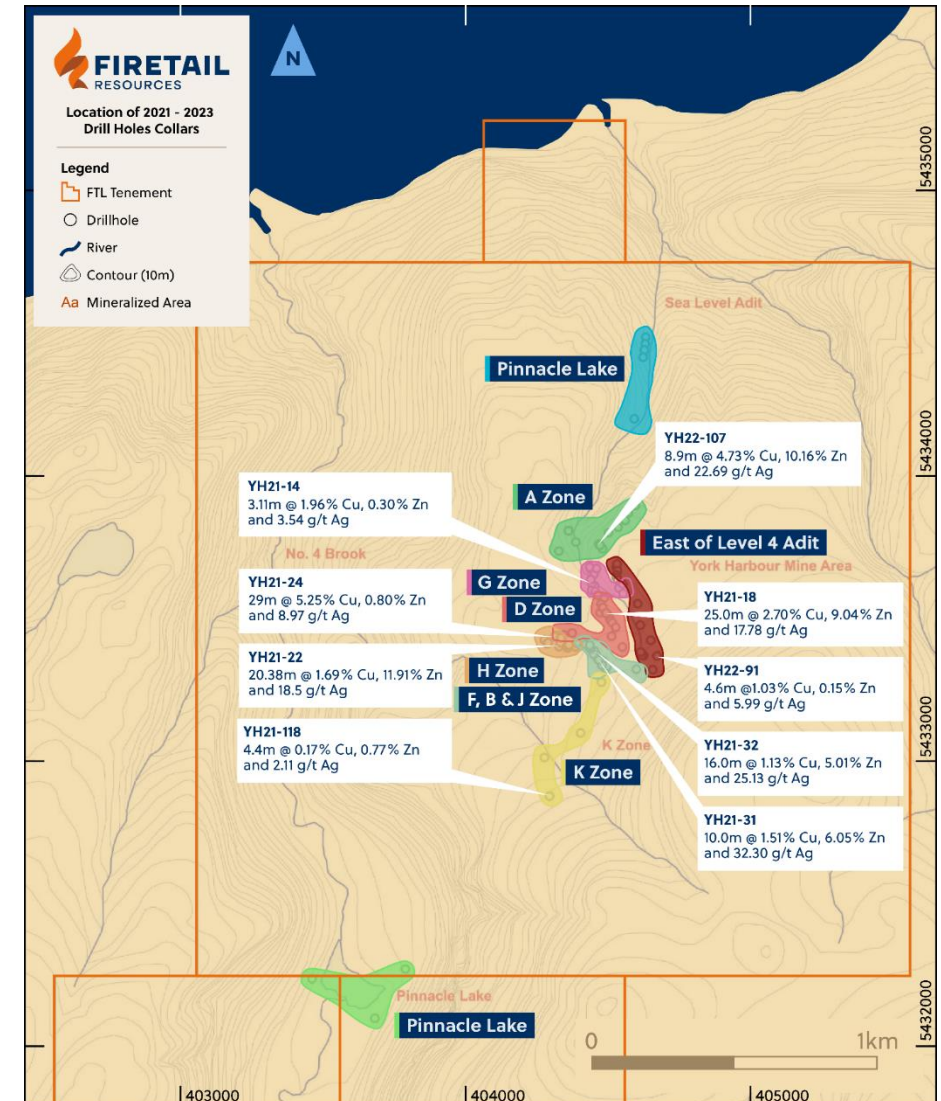 FIRETAIL
RESOURCES
Location of 2021 - 2023
Drill Holes Collars
Legend
FTL Tenement
Drillhole
River
Contour (10m)
Aa Mineralized Area
N
5435000
Sea Level Adit
Pinnacle Lake
5434000
YH22-107
8.9m @ 4.73% Cu, 10.16% Zn
and 22.69 g/t Ag
YH21-14
3.11m @ 1.96% Cu, 0.30% Zn
and 3.54 g/t Ag
A Zone
East of Level 4 Adit
No. 4 Brook
York Harbour Mine Area
G Zone
YH21-24
29m @ 5.25% Cu, 0.80% Zn
and 8.97 g/t Ag
D Zone
YH21-18
25.0m @ 2.70% Cu, 9.04% Zn
and 17.78 g/t Ag
YH21-22
20.38m @ 1.69% Cu, 11.91% Zn
and 18.5 g/t Ag
H Zone
F, B & J Zone
YH22-91
4.6m @1.03% Cu, 0.15% Zn
and 5.99 g/t Ag
5433000
YH21-118
4.4m @ 0.17% Cu, 0.77% Zn
and 2.11 g/t Ag
K Zone
K Zone
YH21-32
16.0m @ 1.13% Cu, 5.01% Zn
and 25.13 g/t Ag
YH21-31
10.0m @ 1.51% Cu, 6.05% Zn
and 32.30 g/t Ag
Pinnacle Lake
Pinnacle Lake
5432000
0 1km
403000
404000
405000